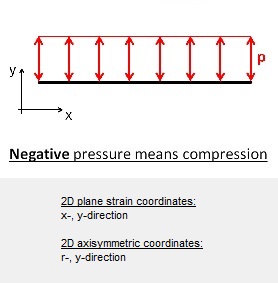 p
y
x
Negative pressure means compression
2D plane strain coordinates:
x-, y-direction
2D axisymmetric coordinates:
r-, y-direction